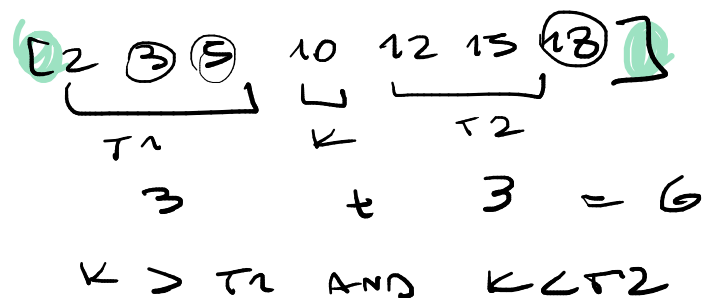 [2 3 5 10 12 15 18]
T1 K T2
3 + 3 = 6
K > T1 AND K < T2